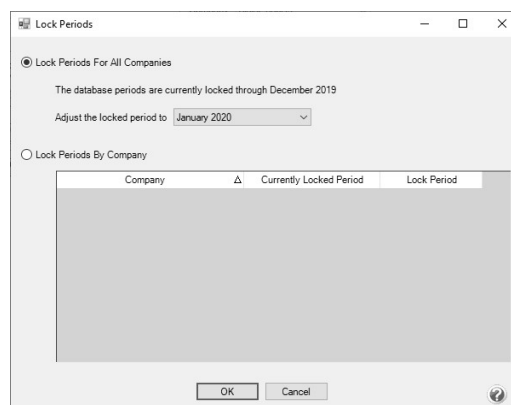 Lock Periods
Lock Periods For All Companies
The database periods are currently locked through December 2019
Adjust the locked period to January 2020
Lock Periods By Company
Company Currently Locked Period Lock Period
OK Cancel